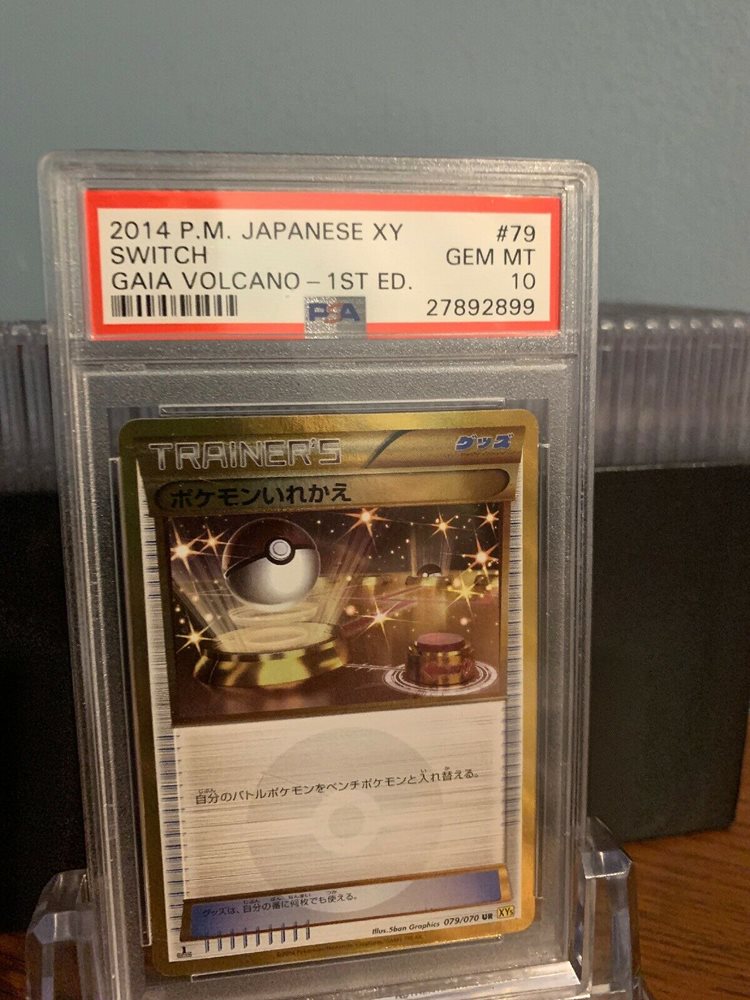 2014 P.M. JAPANESE XY #79
SWITCH GEM MT
GAIA VOLCANO – 1ST ED. 10
PSA 27892899
TRAINER'S グッズ
ポケモンいれかえ
自分のバトルポケモンをベンチポケモンと入れ替える。
グッズは、自分の番に何枚でも使える。
Illus. 5ban Graphics 079/070 UR XY5
1